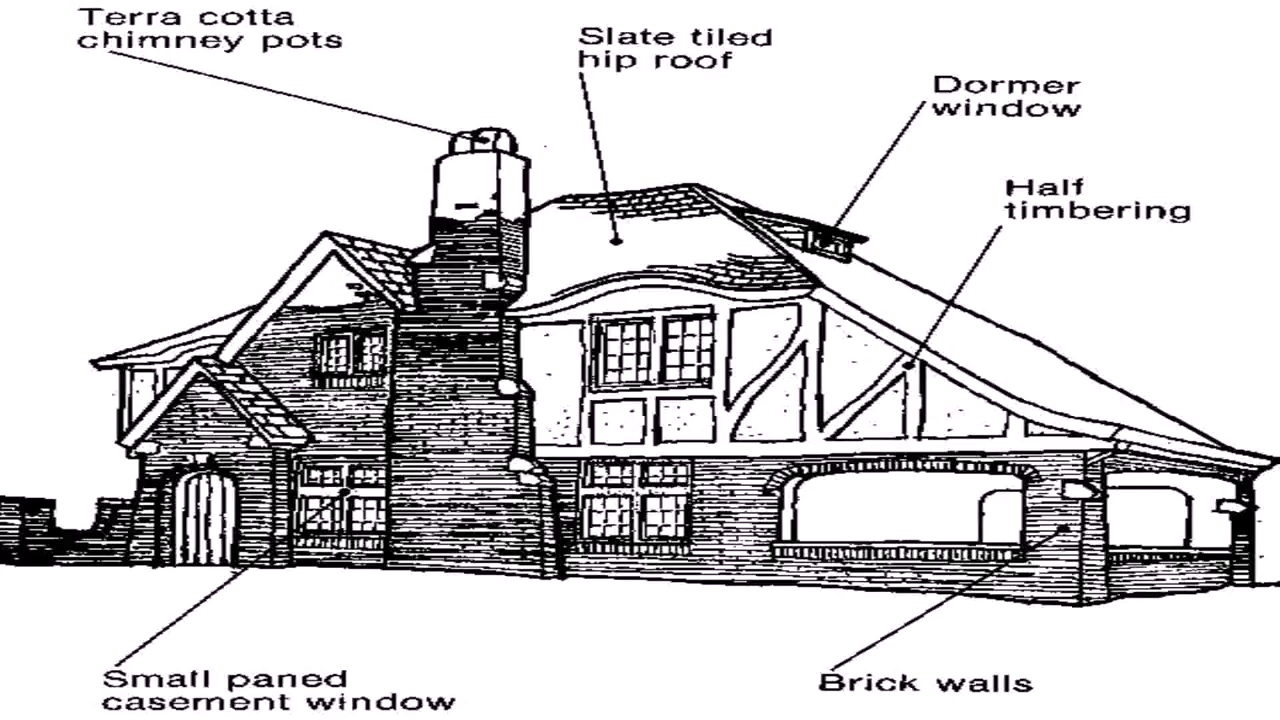 Terra cotta
chimney pots
Slate tiled
hip roof
Dormer
window
Half
timbering
Small paned
casement window
Brick walls